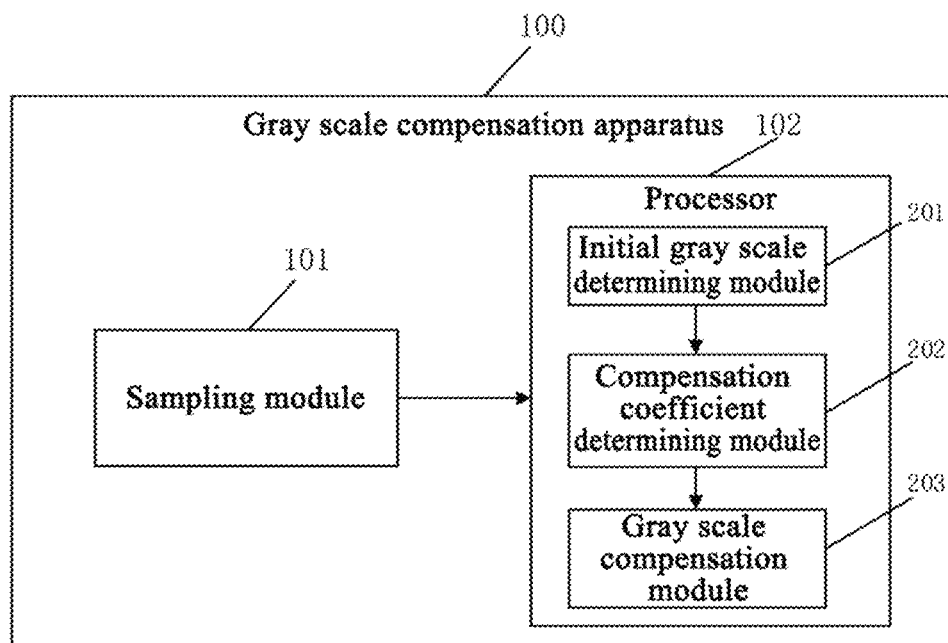 100
Gray scale compensation apparatus
102
Processor
201
Initial gray scale
determining module
101
Sampling module
202
Compensation
coefficient
determining module
203
Gray scale
compensation
module